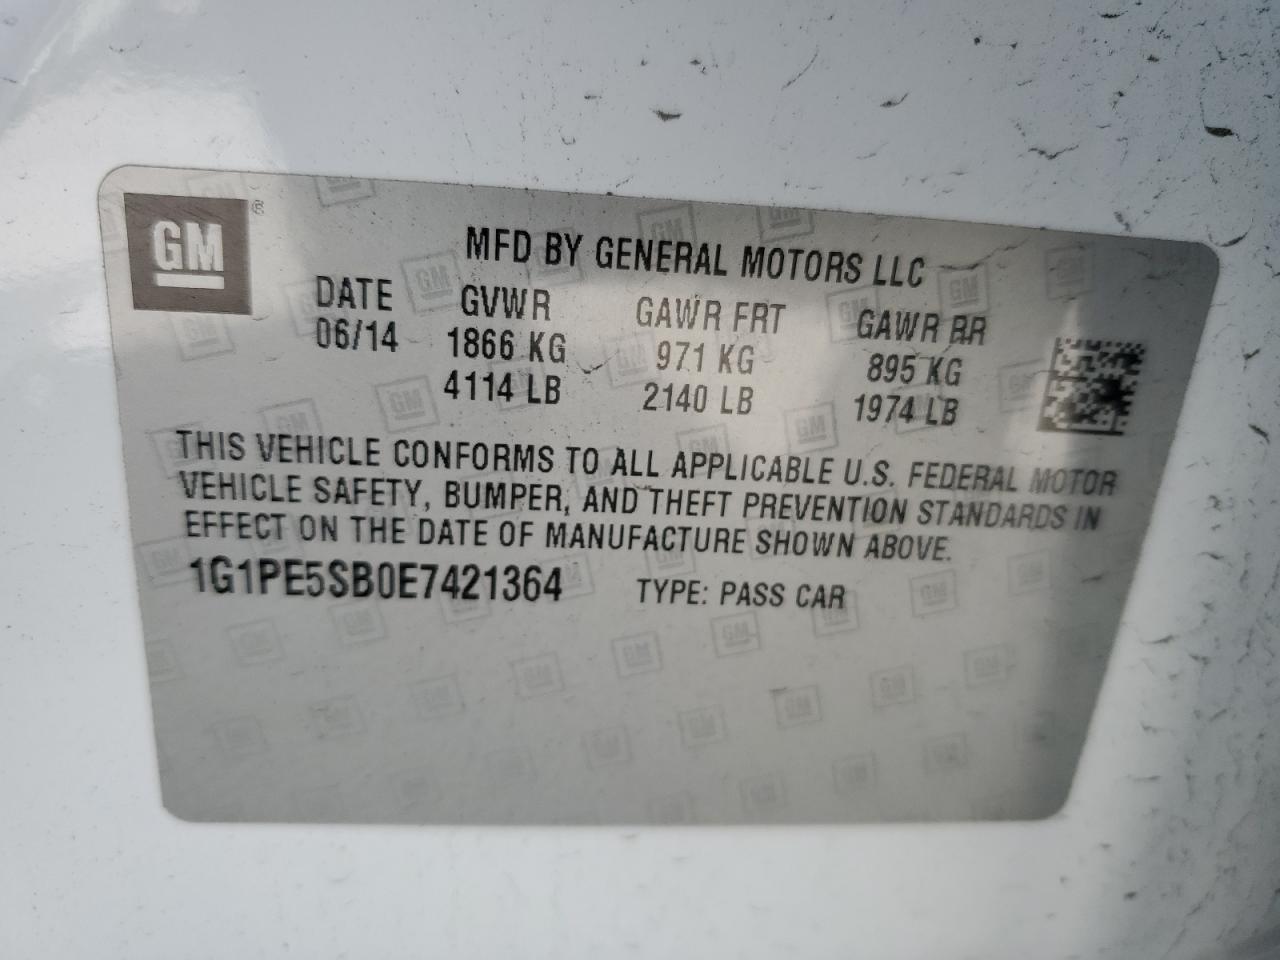 GM ®
MFD BY GENERAL MOTORS LLC
DATE GVWR GAWR FRT GAWR RR
06/14 1866 KG 971 KG 895 KG
4114 LB 2140 LB 1974 LB
THIS VEHICLE CONFORMS TO ALL APPLICABLE U.S. FEDERAL MOTOR
VEHICLE SAFETY, BUMPER, AND THEFT PREVENTION STANDARDS IN
EFFECT ON THE DATE OF MANUFACTURE SHOWN ABOVE.
1G1PE5SB0E7421364 TYPE: PASS CAR